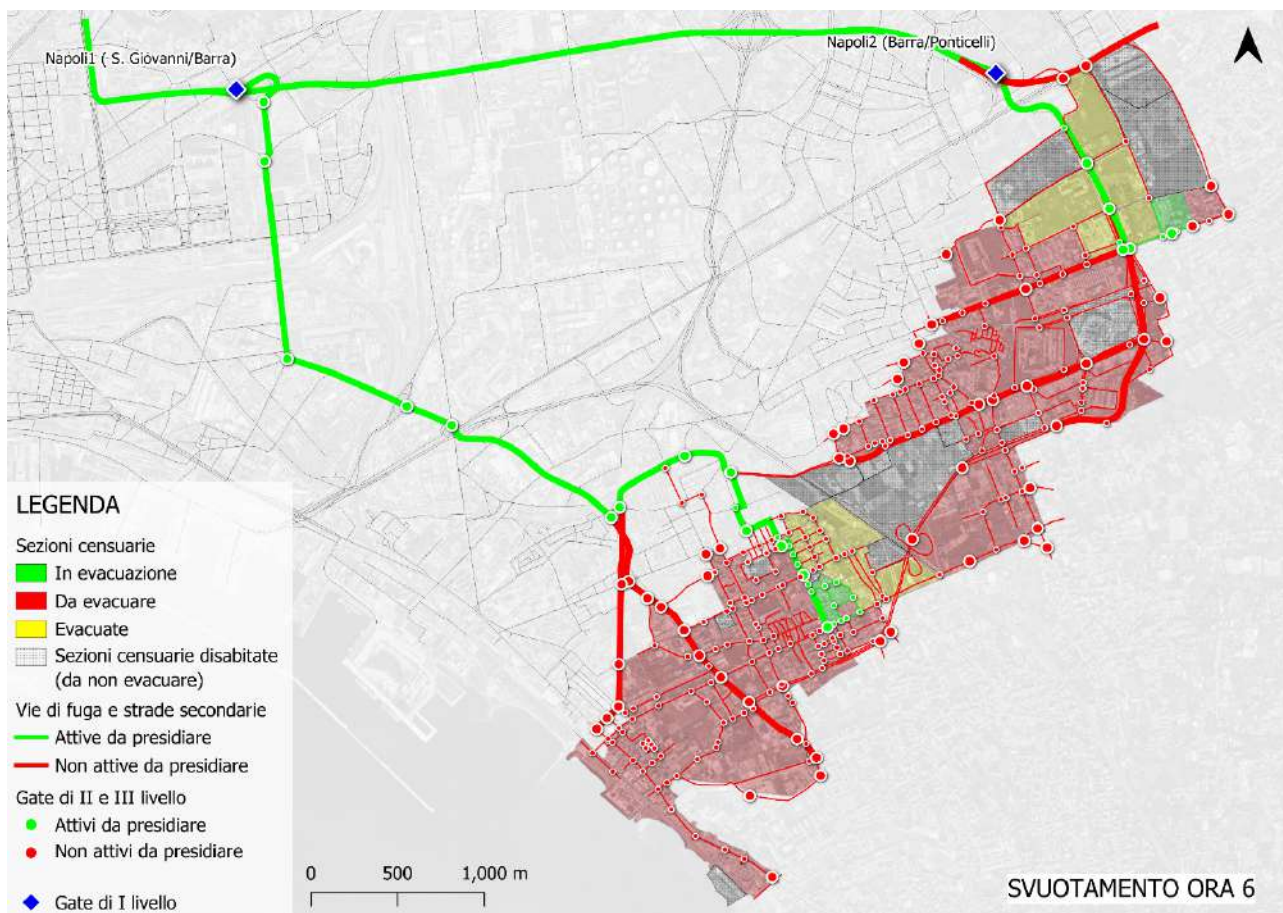 Napoli1 ( S. Giovanni/Barra)
Napoli2 (Barra/Ponticelli)
LEGENDA
Sezioni censuarie
In evacuazione
Da evacuare
Evacuate
Sezioni censuarie disabitate
(da non evacuare)
Vie di fuga e strade secondarie
Attive da presidiare
Non attive da presidiare
Gate di II e III livello
Attivi da presidiare
Non attivi da presidiare
Gate di I livello
0 500 1,000 m
SVUOTAMENTO ORA 6